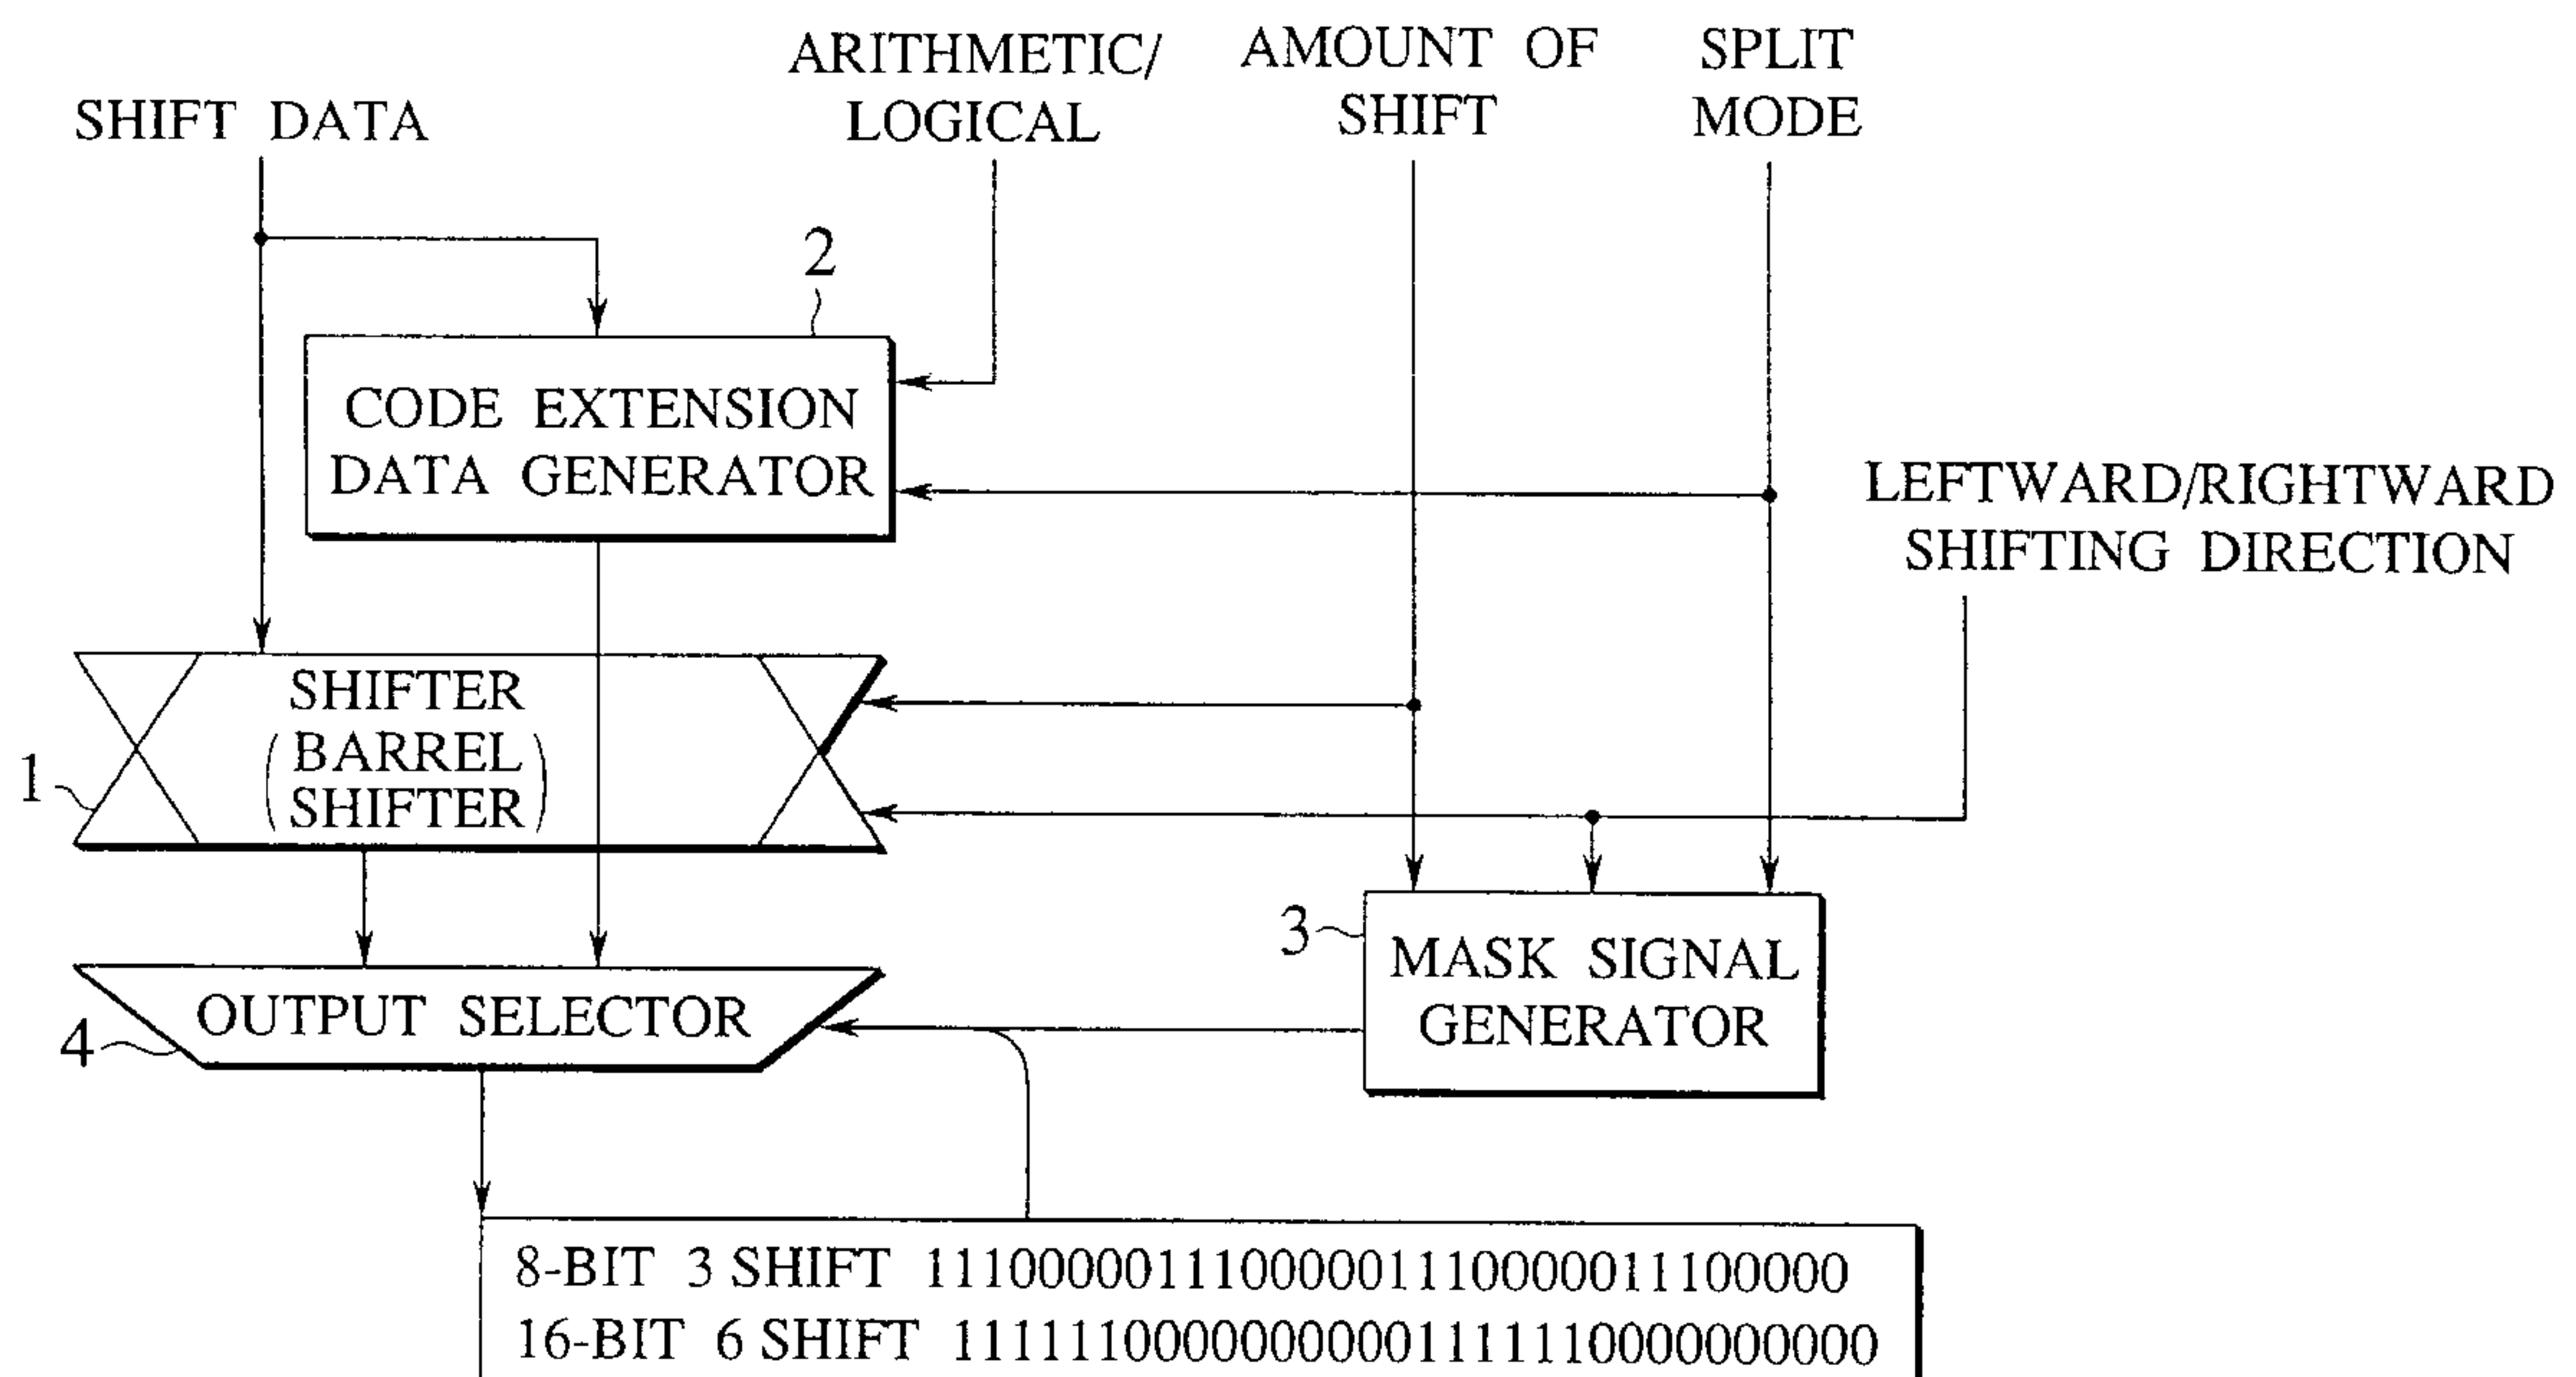 SHIFT DATA
ARITHMETIC/
LOGICAL
AMOUNT OF
SHIFT
SPLIT
MODE
2
CODE EXTENSION
DATA GENERATOR
LEFTWARD/RIGHTWARD
SHIFTING DIRECTION
SHIFTER
(BARREL
SHIFTER)
1
3
MASK SIGNAL
GENERATOR
OUTPUT SELECTOR
4
8-BIT 3 SHIFT 11100000111000001110000011100000
16-BIT 6 SHIFT 11111100000000001111110000000000